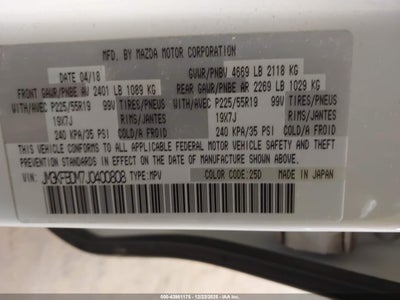 MFD. BY MAZDA MOTOR CORPORATION
DATE 04/18 GVWR/PNBV 4669 LB 2118 KG
FRONT GAWR/PNBE AV 2401 LB 1089 KG REAR GAWR/PNBE AR 2269 LB 1029 KG
WITH/AVEC P225/55R19 99V TIRES/PNEUS WITH/AVEC P225/55R19 99V TIRES/PNEUS
19X7J RIMS/JANTES 19X7J RIMS/JANTES
240 KPA/35 PSI COLD/A FROID 240 KPA/35 PSI COLD/A FROID
THIS VEHICLE CONFORMS TO ALL APPLICABLE FEDERAL MOTOR VEHICLE
SAFETY, BUMPER, AND THEFT PREVENTION STANDARDS IN EFFECT ON THE
DATE OF MANUFACTURE SHOWN ABOVE.
VIN: JM3KFBDM7J0400808 TYPE:MPV COLOR CODE:25D MADE IN JAPAN